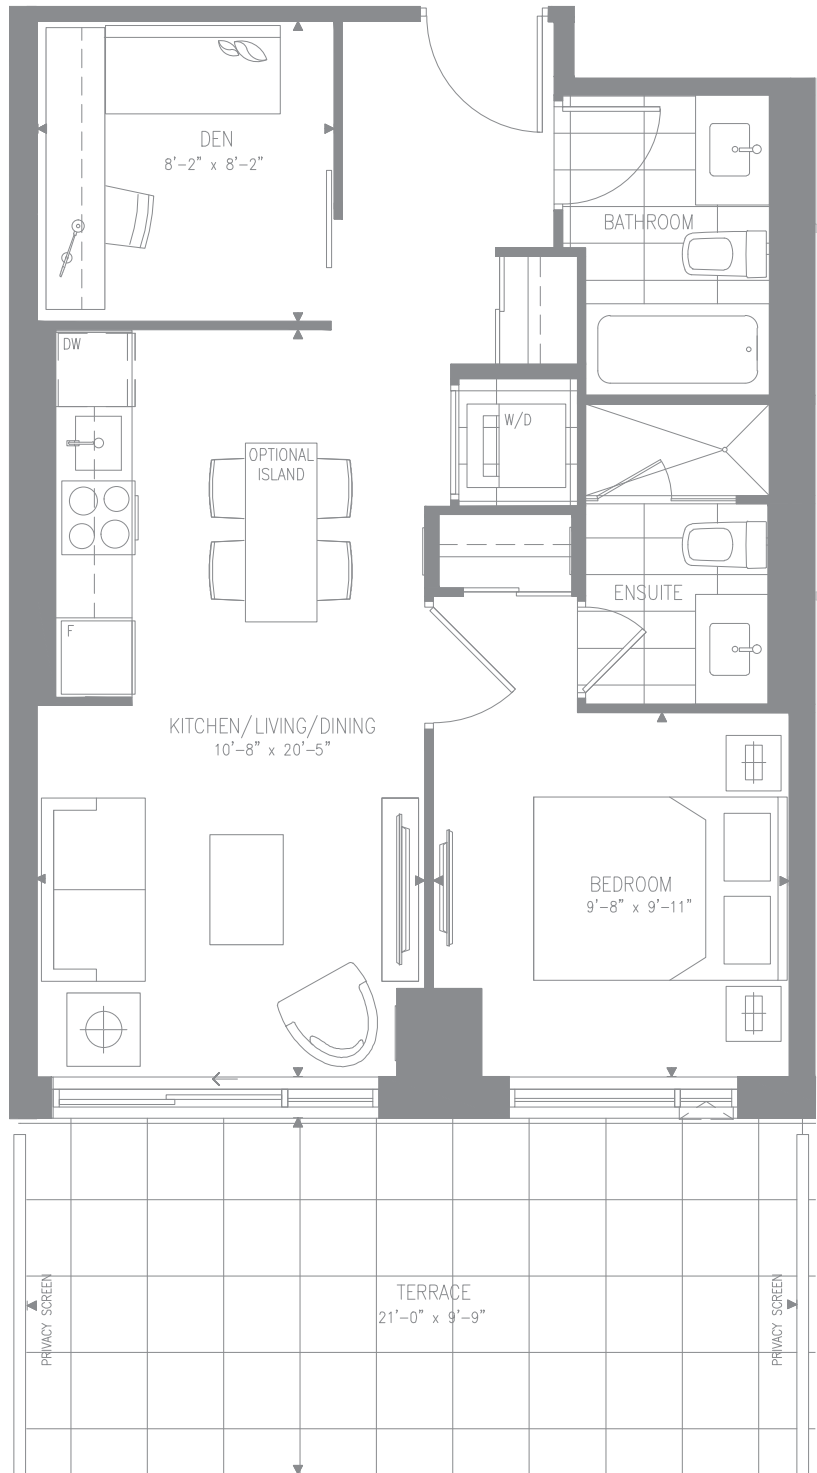 DEN
8'-2" x 8'-2"
BATHROOM
DW
W/D
OPTIONAL
ISLAND
ENSUITE
F
KITCHEN/LIVING/DINING
10'-8" x 20'-5"
BEDROOM
9'-8" x 9'-11"
TERRACE
21'-0" x 9'-9"
PRIVACY SCREEN
PRIVACY SCREEN